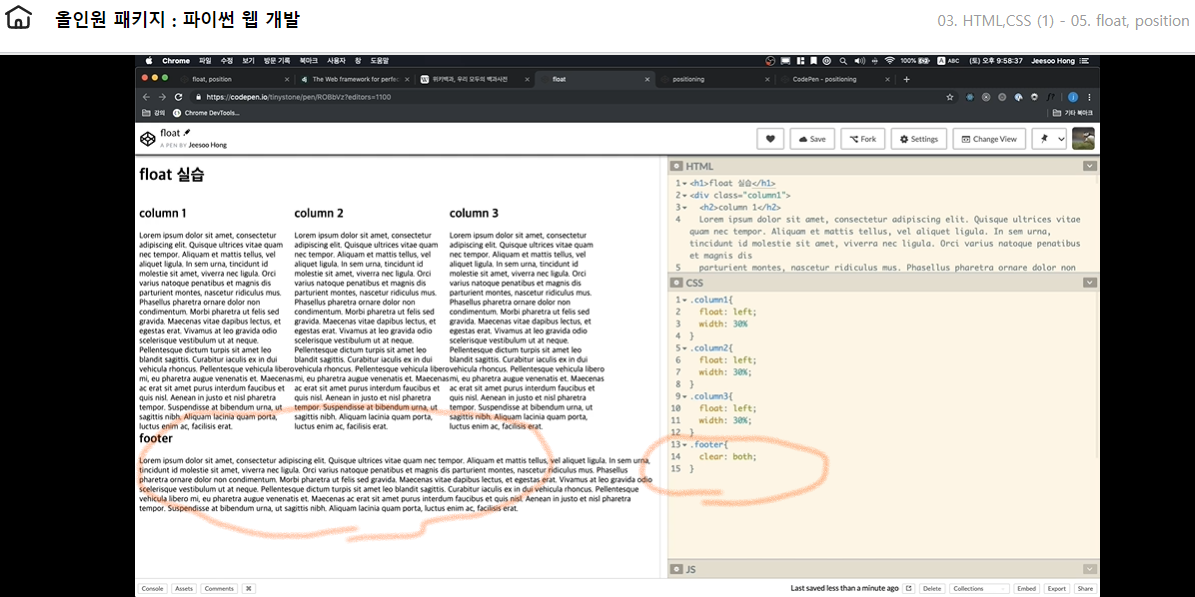 올인원 패키지 : 파이썬 웹 개발
03. HTML,CSS (1) - 05. float, position
Chrome 파일 수정 보기 방문 기록 북마크 사용자 창 도움말
100% ABC (토) 오후 9:58:37 Jeesoo Hong
float, position
The Web framework for perfec
위키백과, 우리 모두의 백과사전
float
positioning
CodePen - positioning
https://codepen.io/tinystone/pen/ROBbVz?editors=1100
강의 Chrome DevTools...
기타 북마크
float
A PEN BY Jeesoo Hong
Save Fork Settings Change View
float 실습
column 1
Lorem ipsum dolor sit amet, consectetur
adipiscing elit. Quisque ultrices vitae quam
nec tempor. Aliquam et mattis tellus, vel
aliquet ligula. In sem urna, tincidunt id
molestie sit amet, viverra nec ligula. Orci
varius natoque penatibus et magnis dis
parturient montes, nascetur ridiculus mus.
Phasellus pharetra ornare dolor non
condimentum. Morbi pharetra ut felis sed
gravida. Maecenas vitae dapibus lectus, et
egestas erat. Vivamus at leo gravida odio
scelerisque vestibulum ut at neque.
Pellentesque dictum turpis sit amet leo
blandit sagittis. Curabitur iaculis ex in dui
vehicula rhoncus. Pellentesque vehicula libero
mi, eu pharetra augue venenatis et. Maecenas
ac erat sit amet purus interdum faucibus et
quis nisl. Aenean in justo et nisl pharetra
tempor. Suspendisse at bibendum urna, ut
sagittis nibh. Aliquam lacinia quam porta,
luctus enim ac, facilisis erat.
column 2
Lorem ipsum dolor sit amet, consectetur
adipiscing elit. Quisque ultrices vitae quam
nec tempor. Aliquam et mattis tellus, vel
aliquet ligula. In sem urna, tincidunt id
molestie sit amet, viverra nec ligula. Orci
varius natoque penatibus et magnis dis
parturient montes, nascetur ridiculus mus.
Phasellus pharetra ornare dolor non
condimentum. Morbi pharetra ut felis sed
gravida. Maecenas vitae dapibus lectus, et
egestas erat. Vivamus at leo gravida odio
scelerisque vestibulum ut at neque.
Pellentesque dictum turpis sit amet leo
blandit sagittis. Curabitur iaculis ex in dui
vehicula rhoncus. Pellentesque vehicula libero
mi, eu pharetra augue venenatis et. Maecenas
ac erat sit amet purus interdum faucibus et
quis nisl. Aenean in justo et nisl pharetra
tempor. Suspendisse at bibendum urna, ut
sagittis nibh. Aliquam lacinia quam porta,
luctus enim ac, facilisis erat.
column 3
Lorem ipsum dolor sit amet, consectetur
adipiscing elit. Quisque ultrices vitae quam
nec tempor. Aliquam et mattis tellus, vel
aliquet ligula. In sem urna, tincidunt id
molestie sit amet, viverra nec ligula. Orci
varius natoque penatibus et magnis dis
parturient montes, nascetur ridiculus mus.
Phasellus pharetra ornare dolor non
condimentum. Morbi pharetra ut felis sed
gravida. Maecenas vitae dapibus lectus, et
egestas erat. Vivamus at leo gravida odio
scelerisque vestibulum ut at neque.
Pellentesque dictum turpis sit amet leo
blandit sagittis. Curabitur iaculis ex in dui
vehicula rhoncus. Pellentesque vehicula libero
mi, eu pharetra augue venenatis et. Maecenas
ac erat sit amet purus interdum faucibus et
quis nisl. Aenean in justo et nisl pharetra
tempor. Suspendisse at bibendum urna, ut
sagittis nibh. Aliquam lacinia quam porta,
luctus enim ac, facilisis erat.
footer
Lorem ipsum dolor sit amet, consectetur adipiscing elit. Quisque ultrices vitae quam nec tempor. Aliquam et mattis tellus, vel aliquet ligula. In sem urna,
tincidunt id molestie sit amet, viverra nec ligula. Orci varius natoque penatibus et magnis dis parturient montes, nascetur ridiculus mus. Phasellus
pharetra ornare dolor non condimentum. Morbi pharetra ut felis sed gravida. Maecenas vitae dapibus lectus, et egestas erat. Vivamus at leo gravida odio
scelerisque vestibulum ut at neque. Pellentesque dictum turpis sit amet leo blandit sagittis. Curabitur iaculis ex in dui vehicula rhoncus. Pellentesque
vehicula libero mi, eu pharetra augue venenatis et. Maecenas ac erat sit amet purus interdum faucibus et quis nisl. Aenean in justo et nisl pharetra
tempor. Suspendisse at bibendum urna, ut sagittis nibh. Aliquam lacinia quam porta, luctus enim ac, facilisis erat.
HTML
1 <h1>float 실습</h1>
2 <div class="column1">
3 <h2>column 1</h2>
4 Lorem ipsum dolor sit amet, consectetur adipiscing elit. Quisque ultrices vitae
quam nec tempor. Aliquam et mattis tellus, vel aliquet ligula. In sem urna,
tincidunt id molestie sit amet, viverra nec ligula. Orci varius natoque penatibus
et magnis dis
5 parturient montes, nascetur ridiculus mus. Phasellus pharetra ornare dolor non
CSS
1 .column1{
2 float: left;
3 width: 30%
4 }
5 .column2{
6 float: left;
7 width: 30%;
8 }
9 .column3{
10 float: left;
11 width: 30%;
12 }
13 .footer{
14 clear: both;
15 }
JS
Console Assets Comments ⌘
Last saved less than a minute ago Delete Collections Embed Export Share